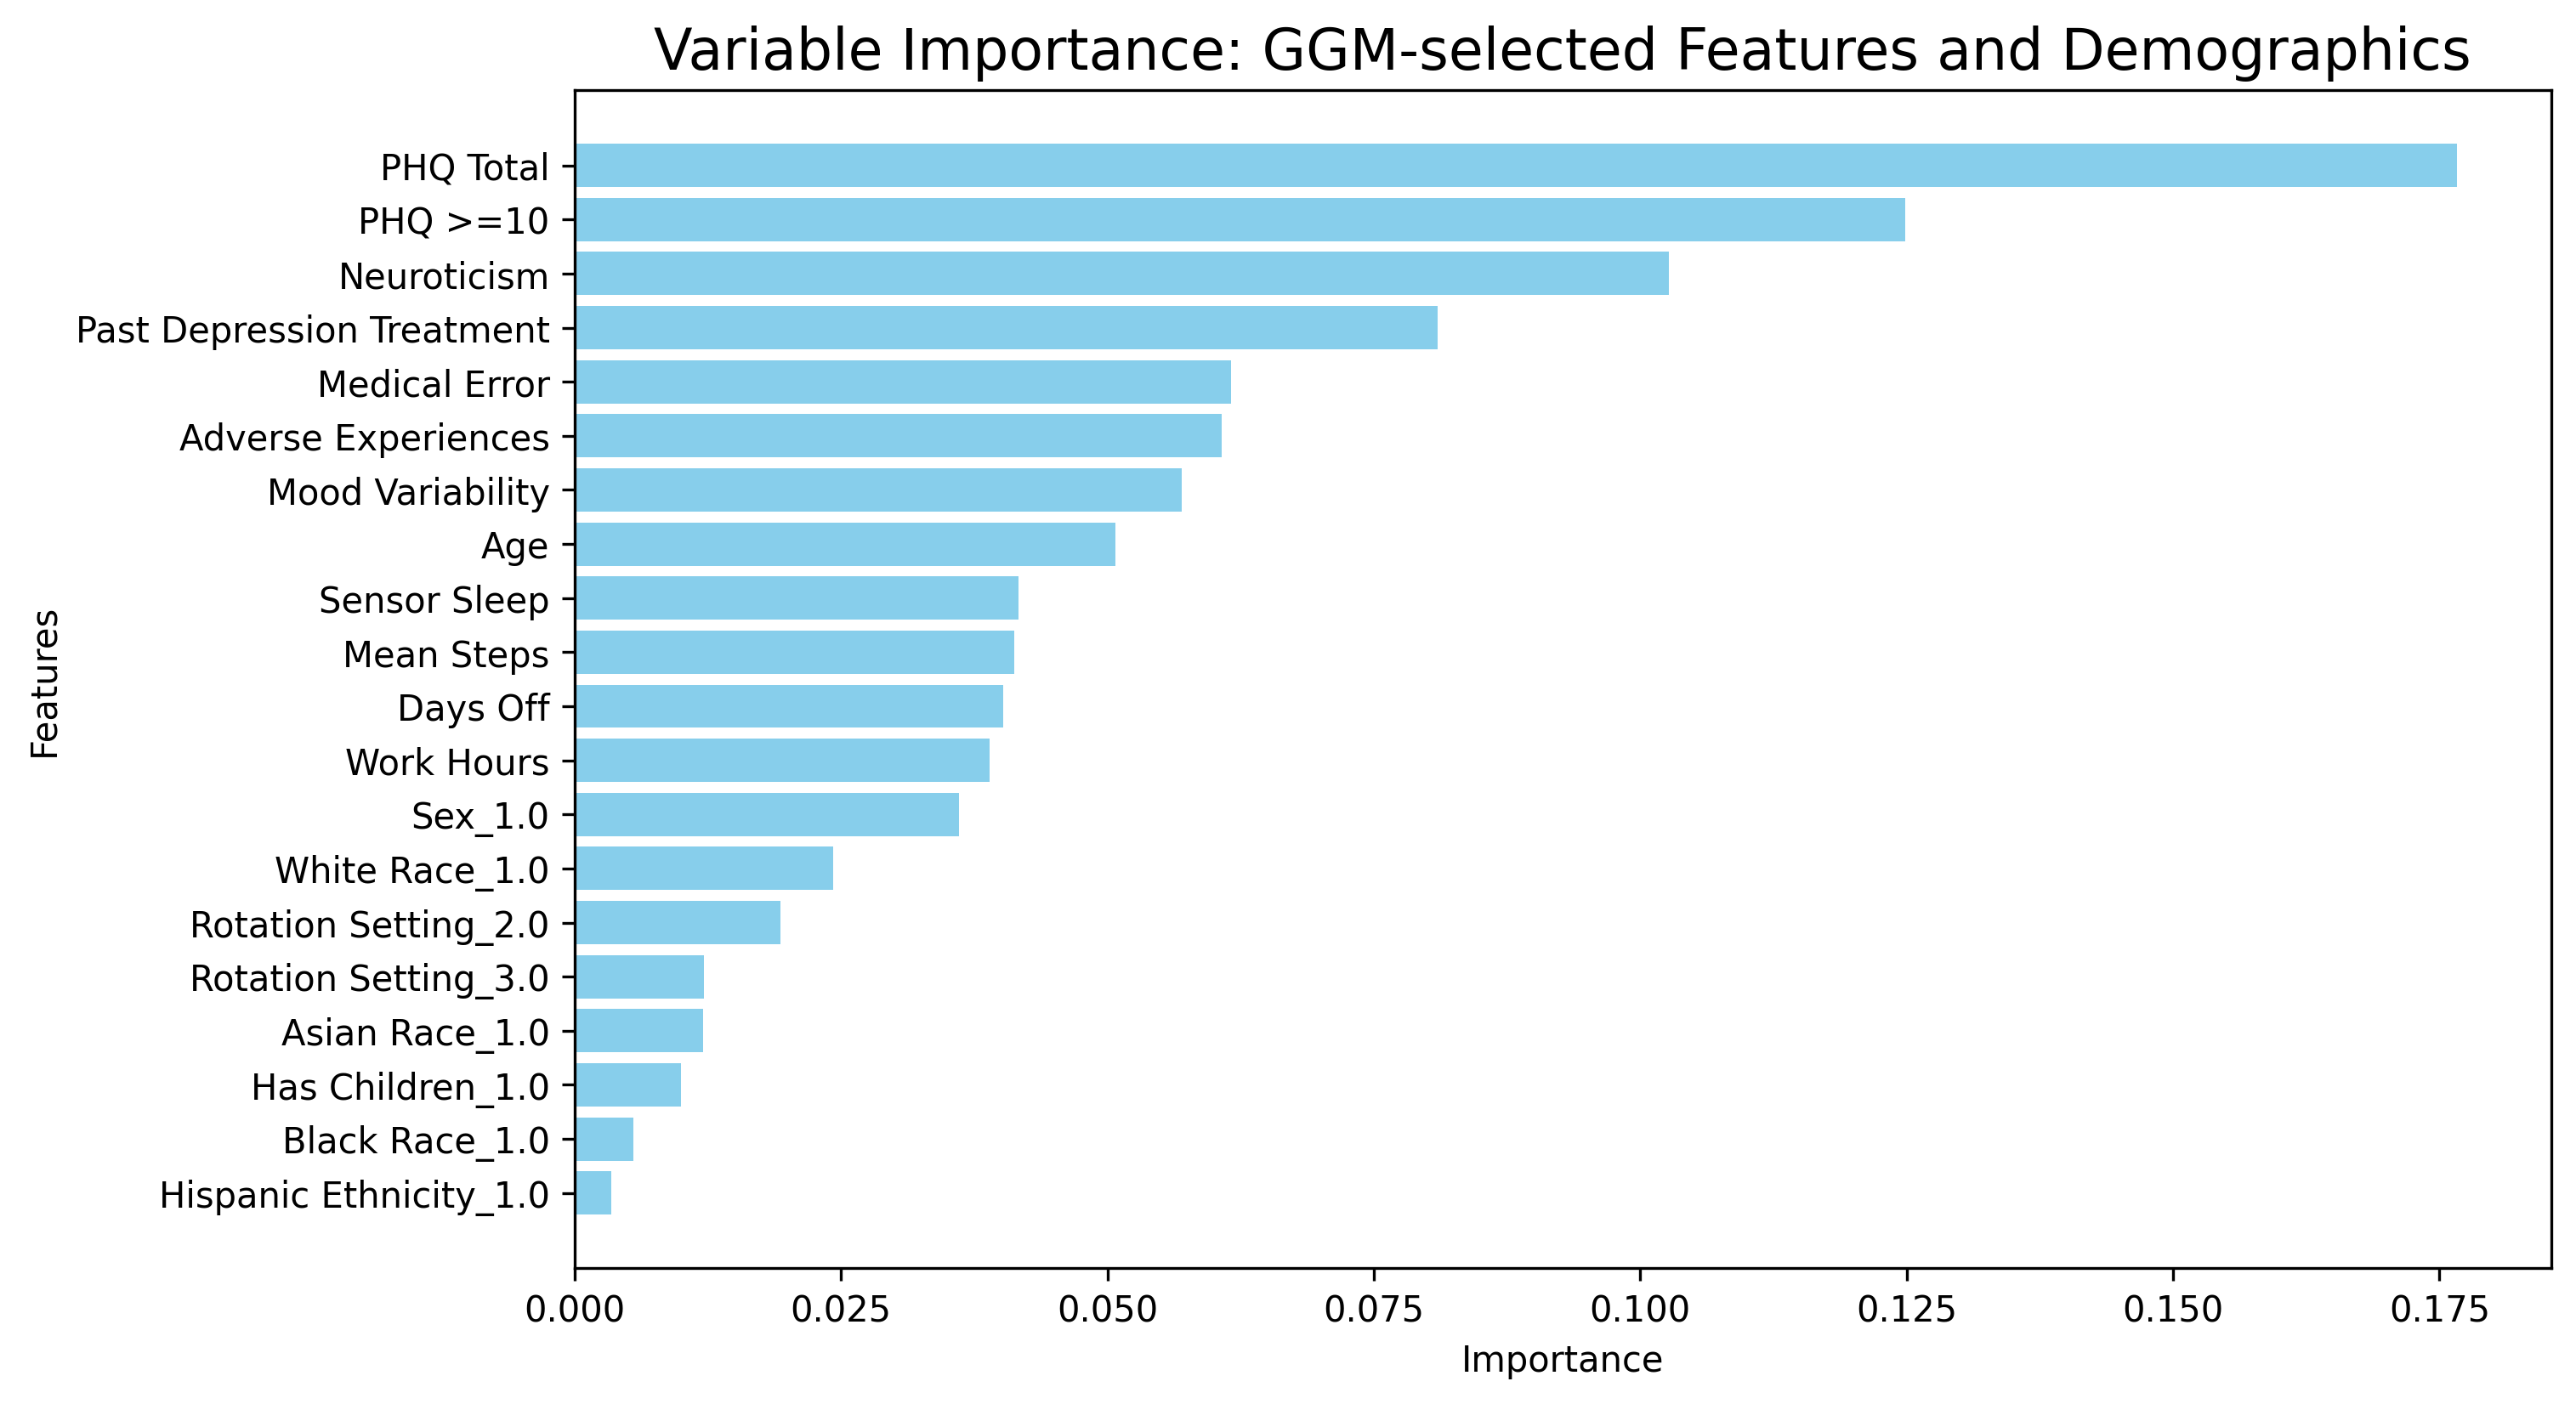 Variable Importance: GGM-selected Features and Demographics
PHQ Total
PHQ >=10
Neuroticism
Past Depression Treatment
Medical Error
Adverse Experiences
Mood Variability
Age
Sensor Sleep
Mean Steps
Days Off
Work Hours
Sex_1.0
White Race_1.0
Rotation Setting_2.0
Rotation Setting_3.0
Asian Race_1.0
Has Children_1.0
Black Race_1.0
Hispanic Ethnicity_1.0
Features
0.000 0.025 0.050 0.075 0.100 0.125 0.150 0.175
Importance